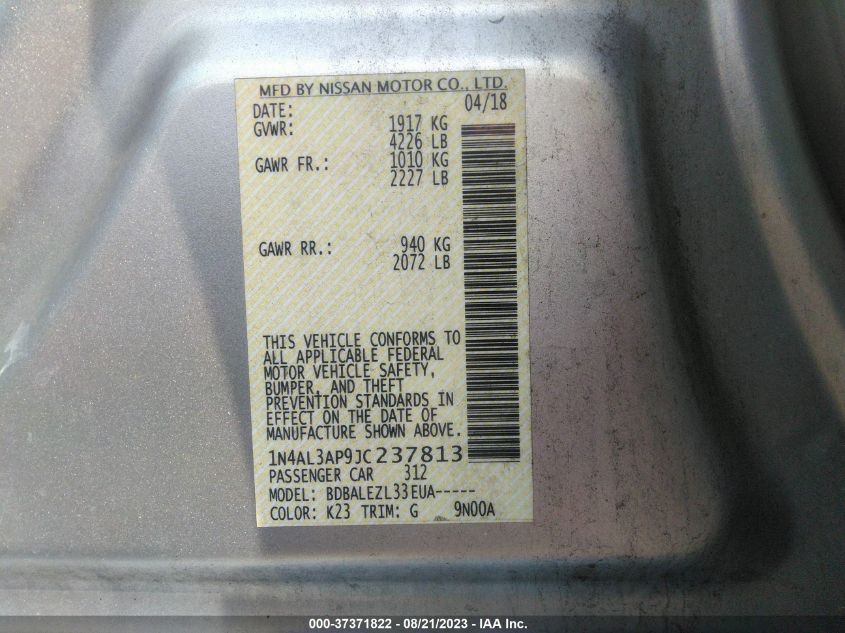 MFD BY NISSAN MOTOR CO., LTD.
DATE: 04/18
GVWR: 1917 KG
4226 LB
GAWR FR.: 1010 KG
2227 LB
GAWR RR.: 940 KG
2072 LB
THIS VEHICLE CONFORMS TO
ALL APPLICABLE FEDERAL
MOTOR VEHICLE SAFETY,
BUMPER, AND THEFT
PREVENTION STANDARDS IN
EFFECT ON THE DATE OF
MANUFACTURE SHOWN ABOVE.
1N4AL3AP9JC237813
PASSENGER CAR 312
MODEL: BDBALEZL33EUA-----
COLOR: K23 TRIM: G 9N00A
000-37371822 - 08/21/2023 - IAA Inc.